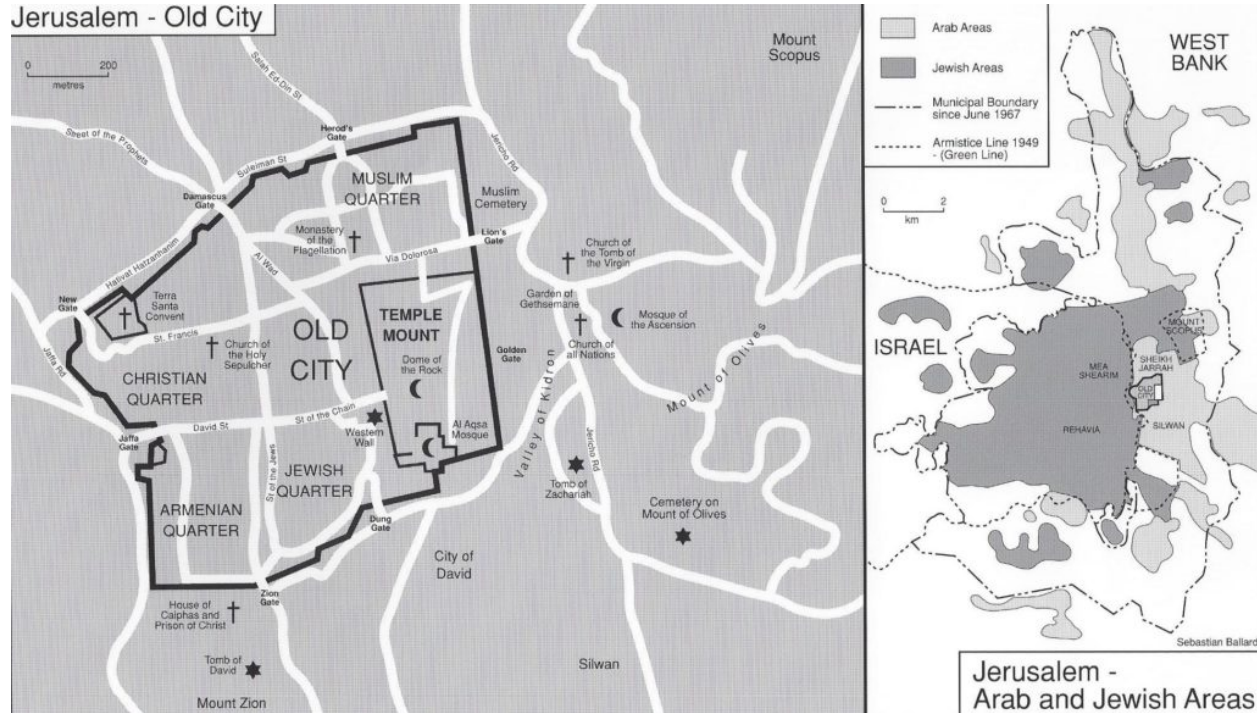 Jerusalem - Old City
0
200
metres
Mount
Scopus
Salah Ed-Din St
Street of the Prophets
Herod's
Gate
Suleiman St
Jericho Rd
MUSLIM
QUARTER
Damascus
Gate
Muslim
Cemetery
Monastery
of the
Flagellation
Lion's
Gate
Via Dolorosa
Church of
the Tomb of
the Virgin
Hativat Hatzanhanim
Al Wad
New
Gate
Terra
Santa
Convent
Garden of
Gethsemane
Mosque of
the Ascension
TEMPLE
MOUNT
OLD
CITY
St. Francis
Church of
the Holy
Sepulcher
Church of
all Nations
Golden
Gate
Dome of
the Rock
Jaffa Rd
CHRISTIAN
QUARTER
Valley of Kidron
Mount of Olives
David St
St of the Chain
Jaffa
Gate
Western
Wall
Al Aqsa
Mosque
St of the Jews
JEWISH
QUARTER
Jericho Rd
Tomb of
Zachariah
ARMENIAN
QUARTER
Cemetery on
Mount of Olives
Dung
Gate
City of
David
Zion
Gate
House of
Caiphas and
Prison of Christ
Tomb of
David
Silwan
Mount Zion
Arab Areas
Jewish Areas
Municipal Boundary
since June 1967
Armistice Line 1949
- (Green Line)
WEST
BANK
0
2
km
ISRAEL
MOUNT
SCOPUS
MEA
SHEARIM
SHEIKH
JARRAH
OLD
CITY
REHAVIA
SILWAN
Sebastian Ballard
Jerusalem -
Arab and Jewish Areas